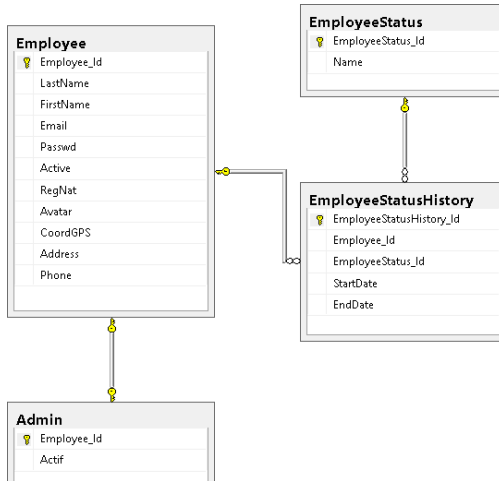 Employee
Employee_Id
LastName
FirstName
Email
Passwd
Active
RegNat
Avatar
CoordGPS
Address
Phone
EmployeeStatus
EmployeeStatus_Id
Name
EmployeeStatusHistory
EmployeeStatusHistory_Id
Employee_Id
EmployeeStatus_Id
StartDate
EndDate
Admin
Employee_Id
Actif